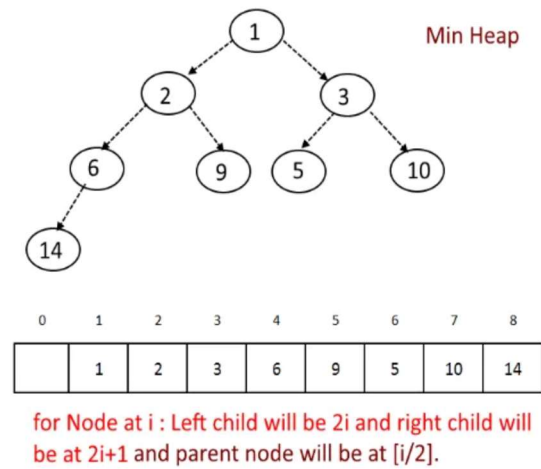 1
Min Heap
2
3
6
9
5
10
14
0 1 2 3 4 5 6 7 8
1 2 3 6 9 5 10 14
for Node at i : Left child will be 2i and right child will
be at 2i+1 and parent node will be at [i/2].